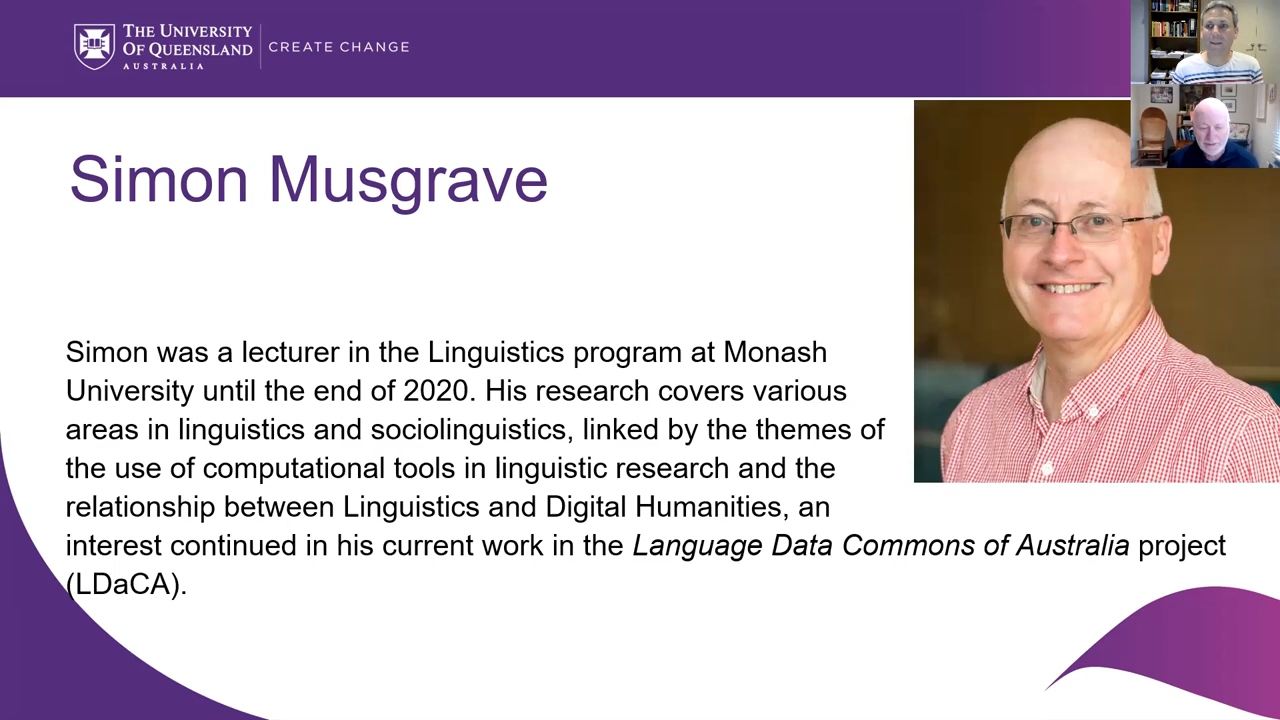 THE UNIVERSITY
OF QUEENSLAND
AUSTRALIA
CREATE CHANGE
Simon Musgrave
Simon was a lecturer in the Linguistics program at Monash
University until the end of 2020. His research covers various
areas in linguistics and sociolinguistics, linked by the themes of
the use of computational tools in linguistic research and the
relationship between Linguistics and Digital Humanities, an
interest continued in his current work in the Language Data Commons of Australia project
(LDaCA).